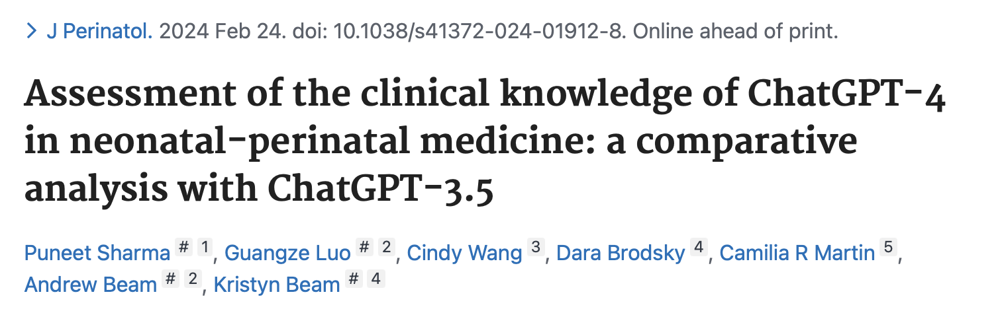 > J Perinatol. 2024 Feb 24. doi: 10.1038/s41372-024-01912-8. Online ahead of print.
Assessment of the clinical knowledge of ChatGPT-4
in neonatal-perinatal medicine: a comparative
analysis with ChatGPT-3.5
Puneet Sharma # 1, Guangze Luo # 2, Cindy Wang 3, Dara Brodsky 4, Camilia R Martin 5,
Andrew Beam # 2, Kristyn Beam # 4